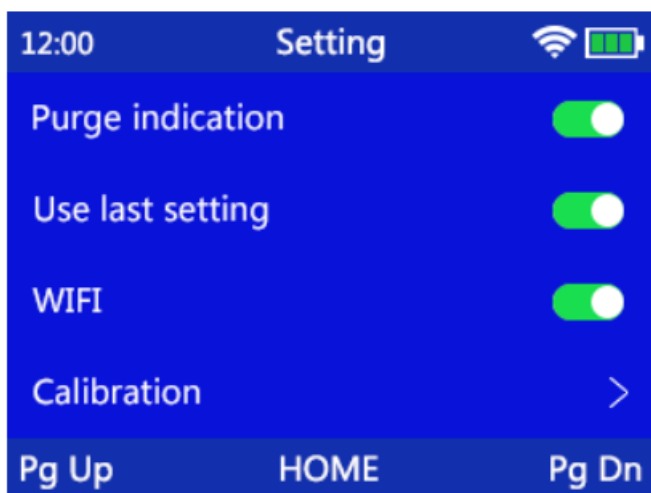 12:00 Setting
Purge indication
Use last setting
WIFI
Calibration
Pg Up HOME Pg Dn